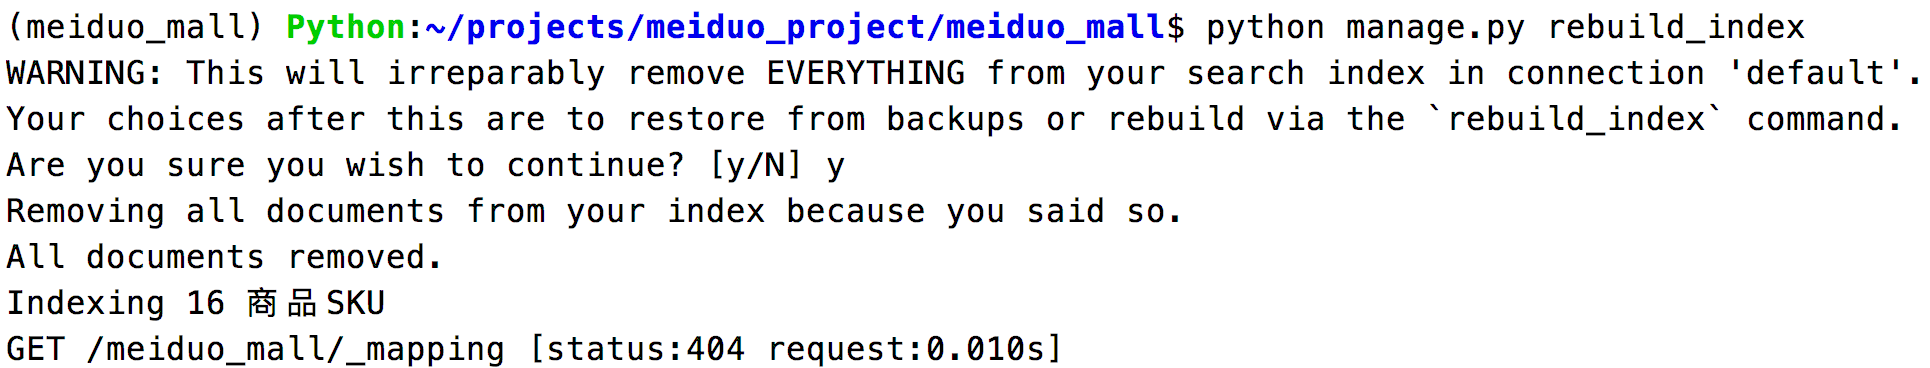 (meiduo_mall) Python:~/projects/meiduo_project/meiduo_mall$ python manage.py rebuild_index
WARNING: This will irreparably remove EVERYTHING from your search index in connection 'default'.
Your choices after this are to restore from backups or rebuild via the `rebuild_index` command.
Are you sure you wish to continue? [y/N] y
Removing all documents from your index because you said so.
All documents removed.
Indexing 16 商品SKU
GET /meiduo_mall/_mapping [status:404 request:0.010s]